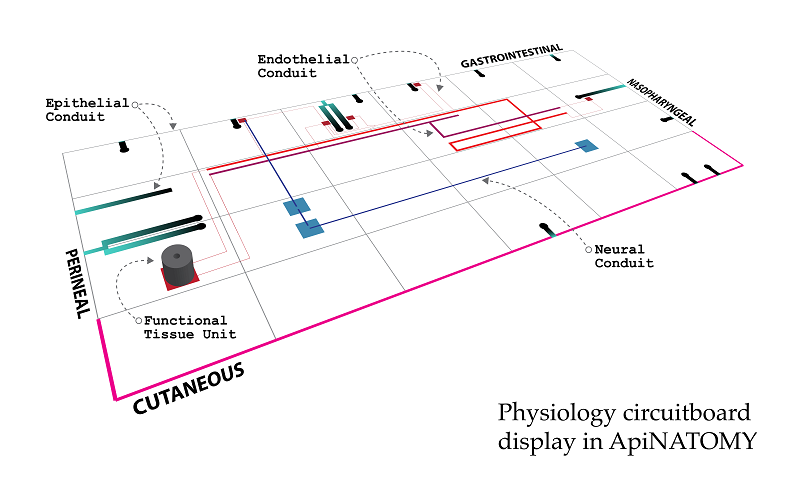 Endothelial
Conduit
GASTROINTESTINAL
NASOPHARYNGEAL
Epithelial
Conduit
PERINEAL
Neural
Conduit
Functional
Tissue Unit
CUTANEOUS
Physiology circuitboard
display in ApiNATOMY